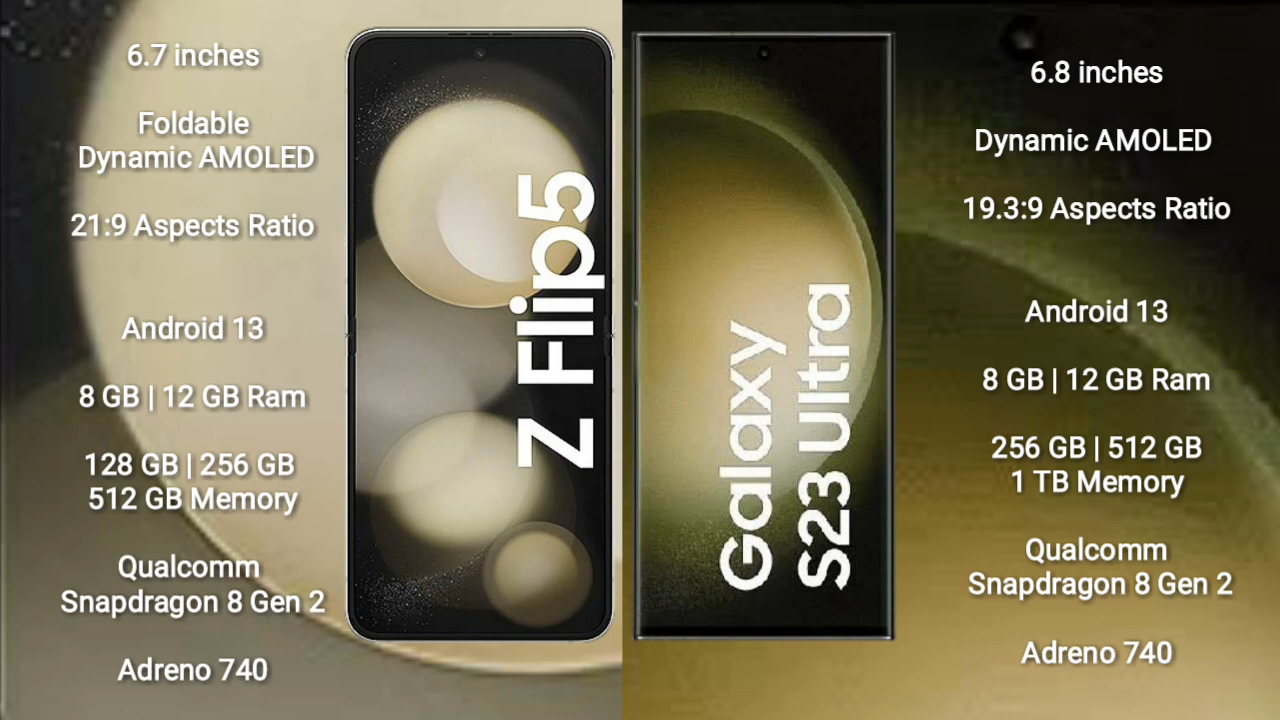 6.7 inches
Foldable
Dynamic AMOLED
21:9 Aspects Ratio
Android 13
8 GB | 12 GB Ram
128 GB | 256 GB
512 GB Memory
Qualcomm
Snapdragon 8 Gen 2
Adreno 740
Z Flip5
Galaxy
S23 Ultra
6.8 inches
Dynamic AMOLED
19.3:9 Aspects Ratio
Android 13
8 GB | 12 GB Ram
256 GB | 512 GB
1 TB Memory
Qualcomm
Snapdragon 8 Gen 2
Adreno 740